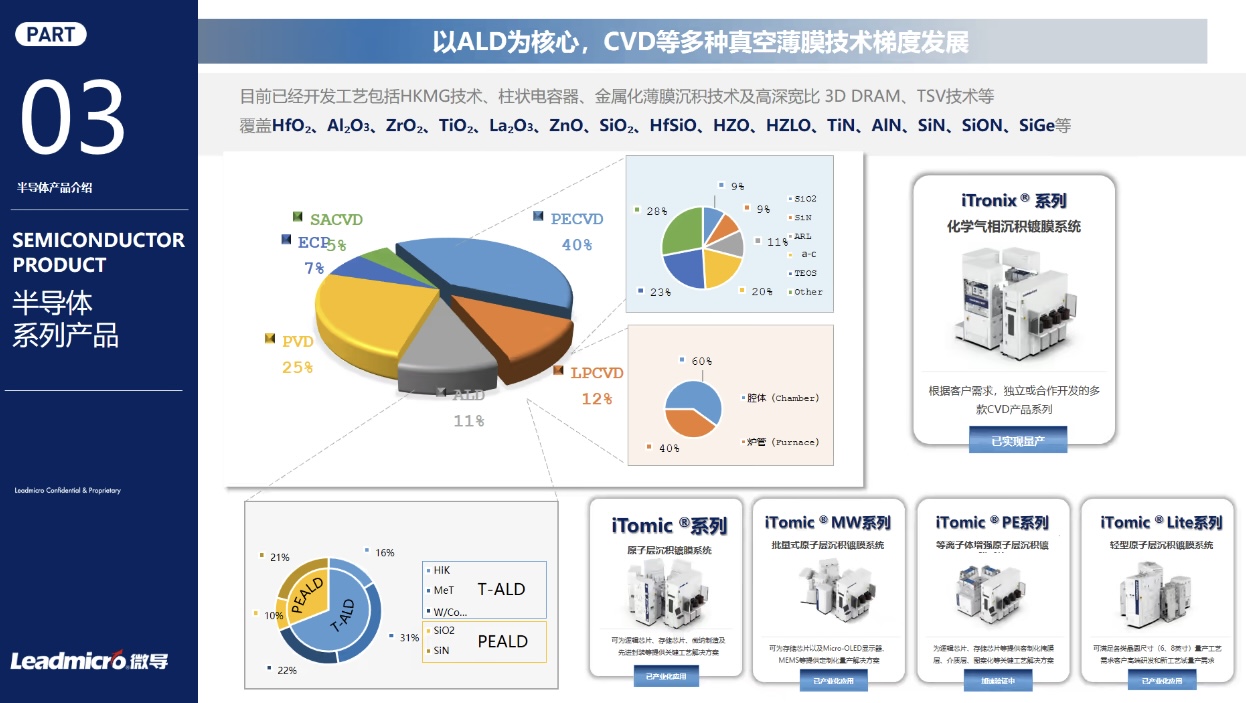 PART
03
半导体产品介绍
SEMICONDUCTOR
PRODUCT
半导体
系列产品
Leadmicro Confidential & Proprietary
Leadmicro 微导
以ALD为核心，CVD等多种真空薄膜技术梯度发展
目前已经开发工艺包括HKMG技术、柱状电容器、金属化薄膜沉积技术及高深宽比 3D DRAM、TSV技术等
覆盖HfO₂、Al₂O₃、ZrO₂、TiO₂、La₂O₃、ZnO、SiO₂、HfSiO、HZO、HZLO、TiN、AlN、SiN、SiON、SiGe等
SACVD
5%
ECP
7%
PECVD
40%
PVD
25%
ALD
11%
LPCVD
12%
9%
9%
11%
20%
23%
28%
SiO2
SiN
ARL
a-C
TEOS
Other
60%
40%
腔体（Chamber）
炉管（Furnace）
iTronix ® 系列
化学气相沉积镀膜系统
根据客户需求，独立或合作开发的多
款CVD产品系列
已实现量产
21%
16%
10%
31%
22%
PEALD
T-ALD
HiK
MeT
W/Co...
T-ALD
SIO2
SiN
PEALD
iTomic ®系列
原子层沉积镀膜系统
可为逻辑芯片、存储芯片、微纳制造及
先进封装等提供关键工艺解决方案
已产业化应用
iTomic ® MW系列
批量式原子层沉积镀膜系统
可为存储芯片以及Micro-OLED显示器、
MEMS等提供定制化量产解决方案
已产业化应用
iTomic ® PE系列
等离子体增强原子层沉积镀
为逻辑芯片、存储芯片等提供客制化掩膜
层、介质层、图案化等关键工艺解决方案
加速验证中
iTomic ® Lite系列
轻型原子层沉积镀膜系统
可满足各类晶圆尺寸（6、8英寸）量产工艺
需求客户高端研发和新工艺试量产需求
已产业化应用